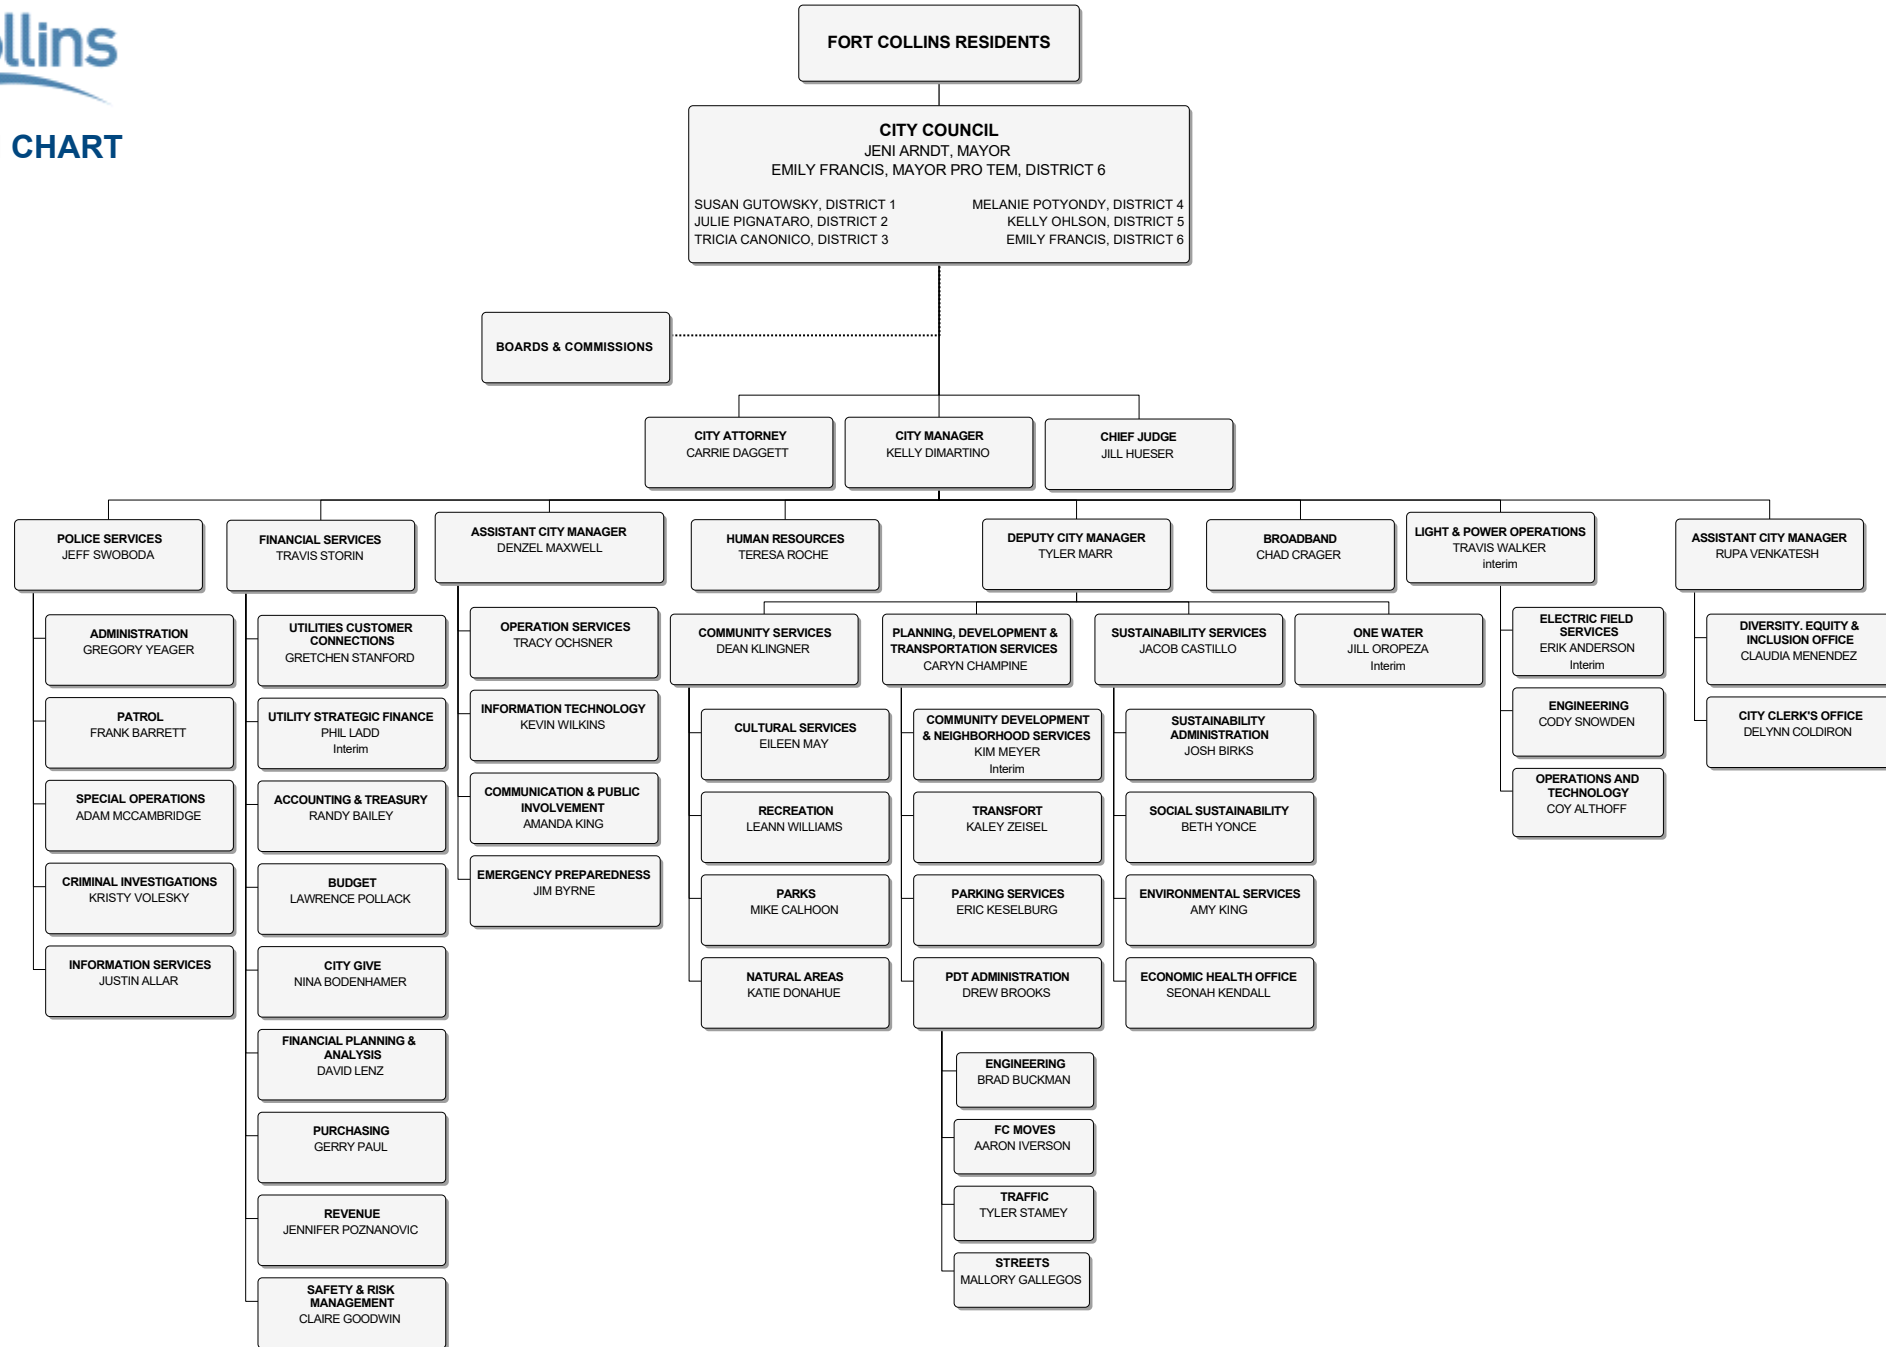 llins
CHART
FORT COLLINS RESIDENTS
CITY COUNCIL
JENI ARNDT, MAYOR
EMILY FRANCIS, MAYOR PRO TEM, DISTRICT 6
SUSAN GUTOWSKY, DISTRICT 1
JULIE PIGNATARO, DISTRICT 2
TRICIA CANONICO, DISTRICT 3
MELANIE POTYONDY, DISTRICT 4
KELLY OHLSON, DISTRICT 5
EMILY FRANCIS, DISTRICT 6
BOARDS & COMMISSIONS
CITY ATTORNEY
CARRIE DAGGETT
CITY MANAGER
KELLY DIMARTINO
CHIEF JUDGE
JILL HUESER
POLICE SERVICES
JEFF SWOBODA
ADMINISTRATION
GREGORY YEAGER
PATROL
FRANK BARRETT
SPECIAL OPERATIONS
ADAM MCCAMBRIDGE
CRIMINAL INVESTIGATIONS
KRISTY VOLESKY
INFORMATION SERVICES
JUSTIN ALLAR
FINANCIAL SERVICES
TRAVIS STORIN
UTILITIES CUSTOMER
CONNECTIONS
GRETCHEN STANFORD
UTILITY STRATEGIC FINANCE
PHIL LADD
Interim
ACCOUNTING & TREASURY
RANDY BAILEY
BUDGET
LAWRENCE POLLACK
CITY GIVE
NINA BODENHAMER
FINANCIAL PLANNING &
ANALYSIS
DAVID LENZ
PURCHASING
GERRY PAUL
REVENUE
JENNIFER POZNANOVIC
SAFETY & RISK
MANAGEMENT
CLAIRE GOODWIN
ASSISTANT CITY MANAGER
DENZEL MAXWELL
OPERATION SERVICES
TRACY OCHSNER
INFORMATION TECHNOLOGY
KEVIN WILKINS
COMMUNICATION & PUBLIC
INVOLVEMENT
AMANDA KING
EMERGENCY PREPAREDNESS
JIM BYRNE
HUMAN RESOURCES
TERESA ROCHE
DEPUTY CITY MANAGER
TYLER MARR
COMMUNITY SERVICES
DEAN KLINGNER
CULTURAL SERVICES
EILEEN MAY
RECREATION
LEANN WILLIAMS
PARKS
MIKE CALHOON
NATURAL AREAS
KATIE DONAHUE
PLANNING, DEVELOPMENT &
TRANSPORTATION SERVICES
CARYN CHAMPINE
COMMUNITY DEVELOPMENT
& NEIGHBORHOOD SERVICES
KIM MEYER
Interim
TRANSFORT
KALEY ZEISEL
PARKING SERVICES
ERIC KESELBURG
PDT ADMINISTRATION
DREW BROOKS
ENGINEERING
BRAD BUCKMAN
FC MOVES
AARON IVERSON
TRAFFIC
TYLER STAMEY
STREETS
MALLORY GALLEGOS
SUSTAINABILITY SERVICES
JACOB CASTILLO
SUSTAINABILITY
ADMINISTRATION
JOSH BIRKS
SOCIAL SUSTAINABILITY
BETH YONCE
ENVIRONMENTAL SERVICES
AMY KING
ECONOMIC HEALTH OFFICE
SEONAH KENDALL
ONE WATER
JILL OROPEZA
Interim
BROADBAND
CHAD CRAGER
LIGHT & POWER OPERATIONS
TRAVIS WALKER
interim
ELECTRIC FIELD
SERVICES
ERIK ANDERSON
Interim
ENGINEERING
CODY SNOWDEN
OPERATIONS AND
TECHNOLOGY
COY ALTHOFF
ASSISTANT CITY MANAGER
RUPA VENKATESH
DIVERSITY. EQUITY &
INCLUSION OFFICE
CLAUDIA MENENDEZ
CITY CLERK'S OFFICE
DELYNN COLDIRON